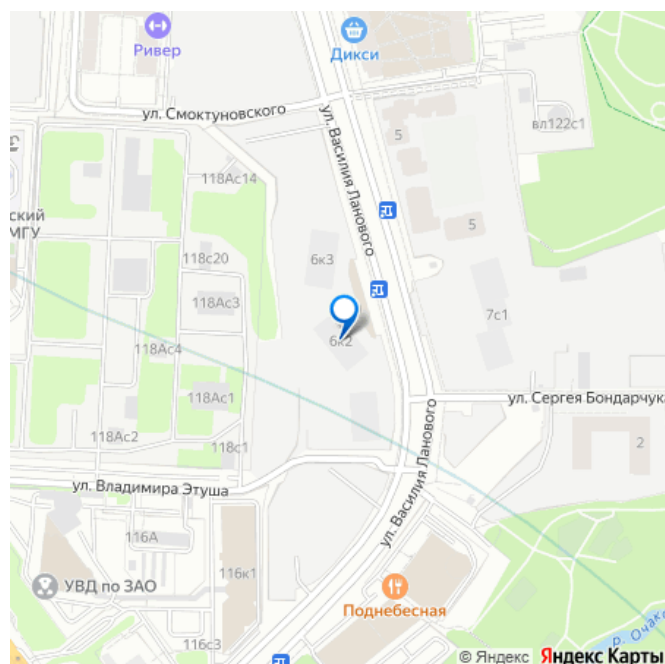 Ривер
Дикси
ул. Смоктуновского
ул. Василия Ланового
5
вл122с1
118Ас14
ский
МГУ
118с20
6к3
5
118Ас3
7с1
118Ас4
6к2
118Ас1
ул. Сергея Бондарчука
118Ас2
118с1
ул. Василия Ланового
2
ул. Владимира Этуша
116А
116к1
УВД по ЗАО
Поднебесная
116с3
р. Очак
© Яндекс Яндекс Карты